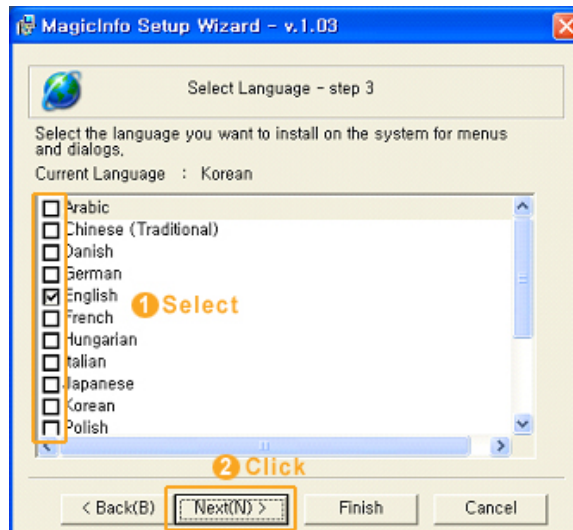 MagicInfo Setup Wizard - v.1.03
Select Language - step 3
Select the language you want to install on the system for menus
and dialogs,
Current Language : Korean
Arabic
Chinese (Traditional)
Danish
German
English
1 Select
French
Hungarian
Italian
Japanese
Korean
Polish
2 Click
< Back(B)
Next(N) >
Finish
Cancel